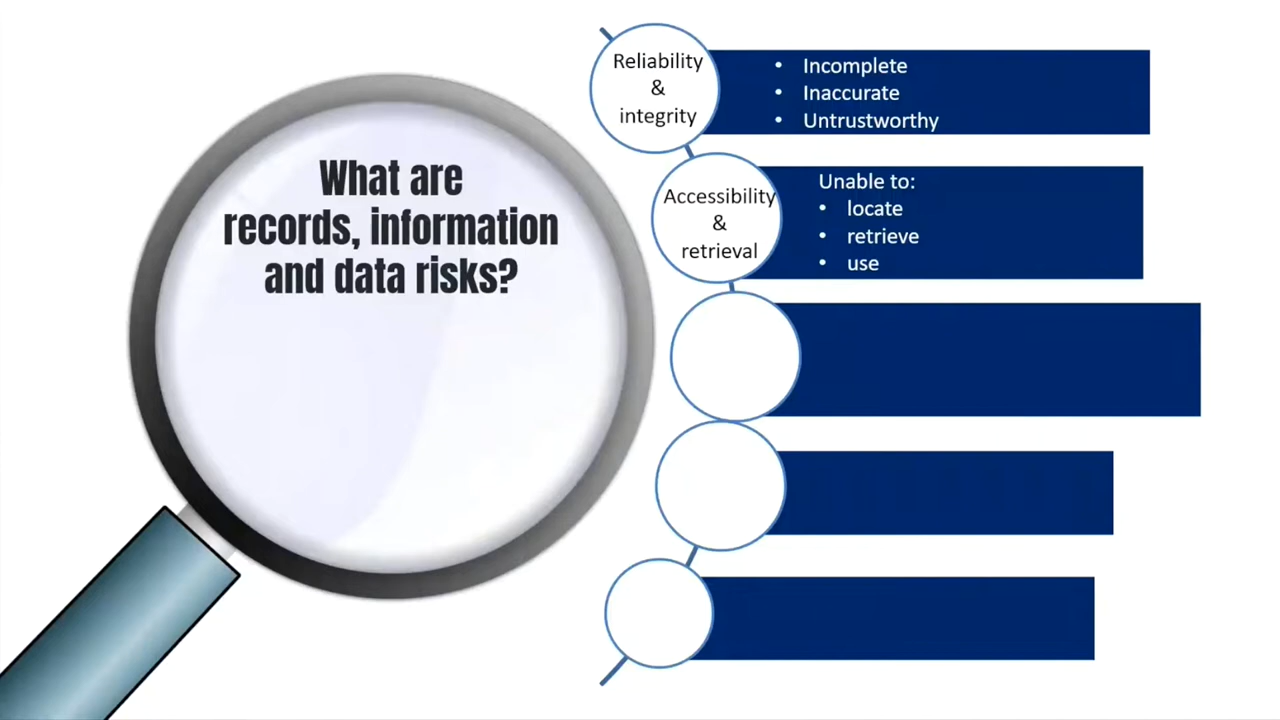 What are
records, information
and data risks?
Reliability
&
integrity
• Incomplete
• Inaccurate
• Untrustworthy
Accessibility
&
retrieval
Unable to:
• locate
• retrieve
• use